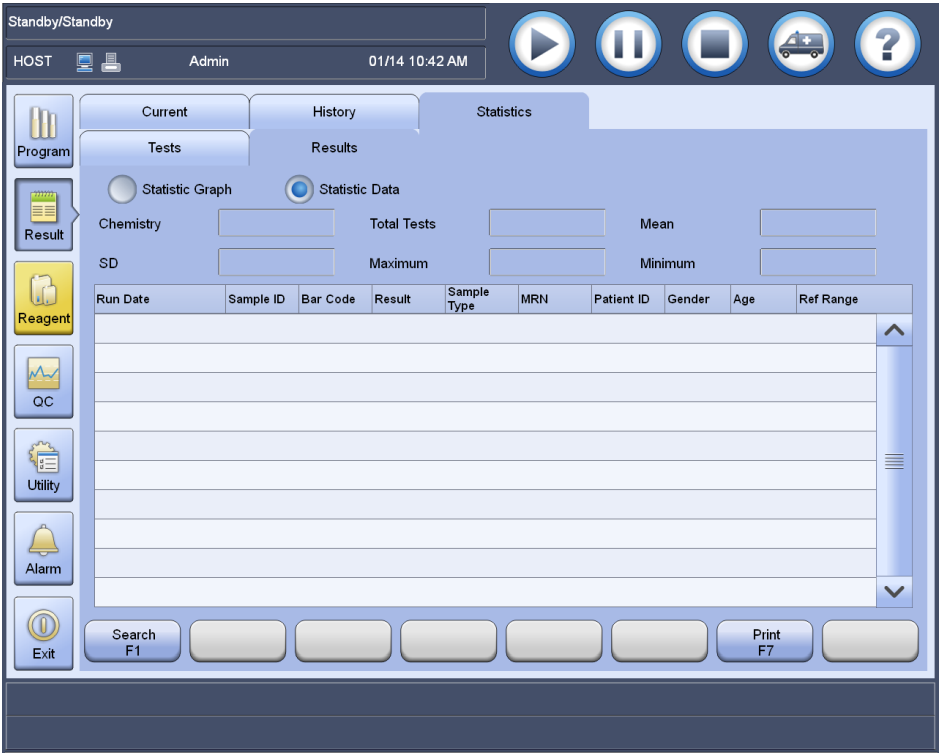 Standby/Standby
HOST Admin 01/14 10:42 AM
?
Program
Result
Reagent
QC
Utility
Alarm
Exit
Current History Statistics
Tests Results
Statistic Graph Statistic Data
Chemistry Total Tests Mean
SD Maximum Minimum
Run Date Sample ID Bar Code Result Sample Type MRN Patient ID Gender Age Ref Range
Search F1
Print F7